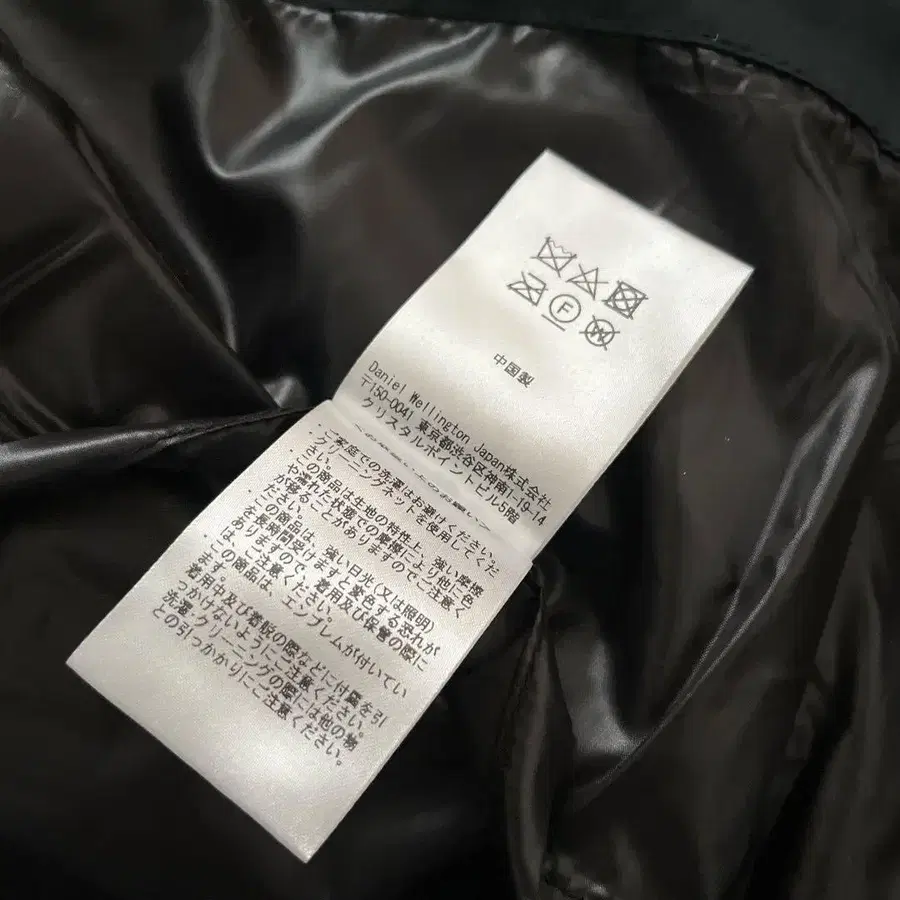 F
W
中国製
Daniel Wellington Japan株式会社
〒150-0041 東京都渋谷区神南1-19-14
クリスタルポイントビル5階
・ご家庭での洗濯はお避けください。
・クリーニングネットを使用してください。
・この商品は生地の特性上、強い摩擦
や濡れた状態での摩擦により他に色
が移ることがありますのでご注意く
ださい。
・この商品は、強い日光(又は照明)
を長時間受けますと変色する恐れが
ありますので、着用及び保管の際に
はご注意ください。
・この商品は、エンブレムが付いてい
ます。
着用中及び着脱の際などに付属を引
っかけないようにご注意ください。
洗濯・クリーニングの際には他の物
との引っかかりにご注意ください。